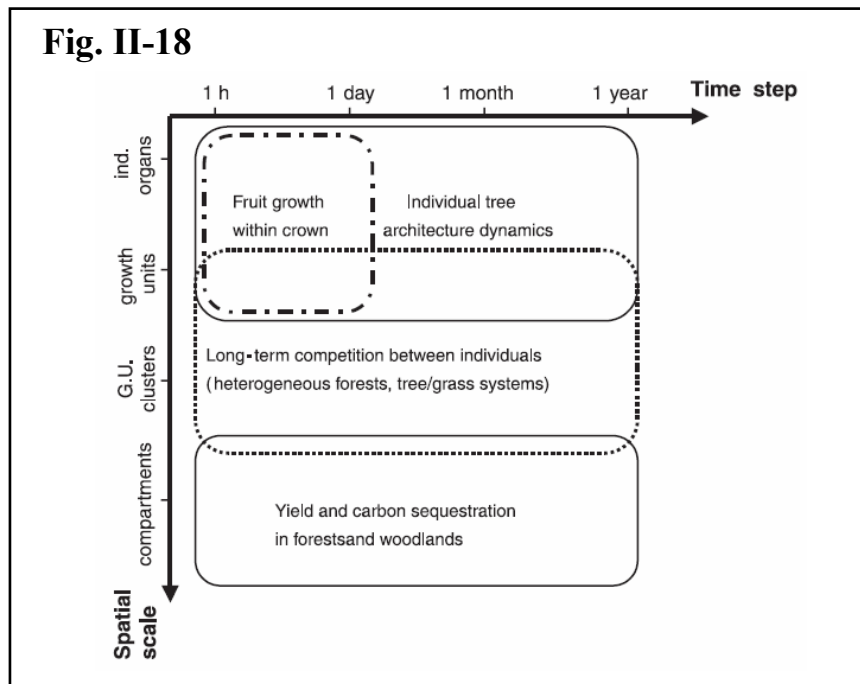 Fig. II-18
1 h 1 day 1 month 1 year Time step
ind.
organs
growth
units
G.U.
clusters
compartments
Spatial
scale
Fruit growth
within crown
Individual tree
architecture dynamics
Long-term competition between individuals
(heterogeneous forests, tree/grass systems)
Yield and carbon sequestration
in forestsand woodlands